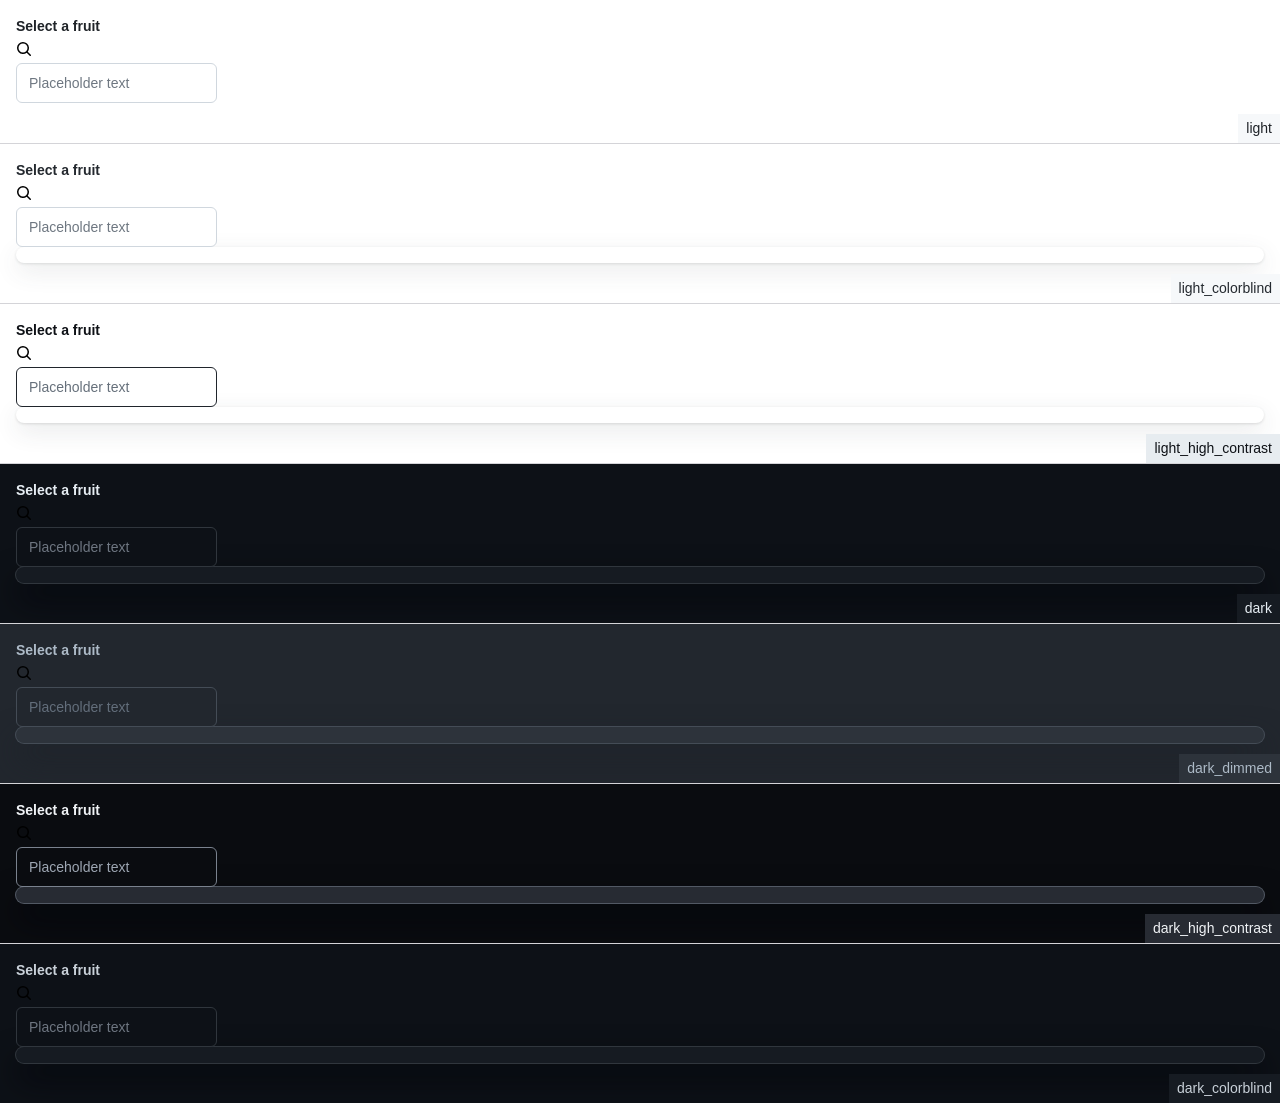 Select a fruit
Placeholder text
light
Select a fruit
Placeholder text
light_colorblind
Select a fruit
Placeholder text
light_high_contrast
Select a fruit
Placeholder text
dark
Select a fruit
Placeholder text
dark_dimmed
Select a fruit
Placeholder text
dark_high_contrast
Select a fruit
Placeholder text
dark_colorblind